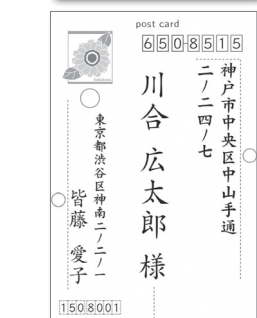 post card
650-8515
神戸市中央区中山手通
二ノ二四ノ七
川合 広太郎 様
東京都渋谷区神南二ノ二ノ一
皆藤 愛子
1508001